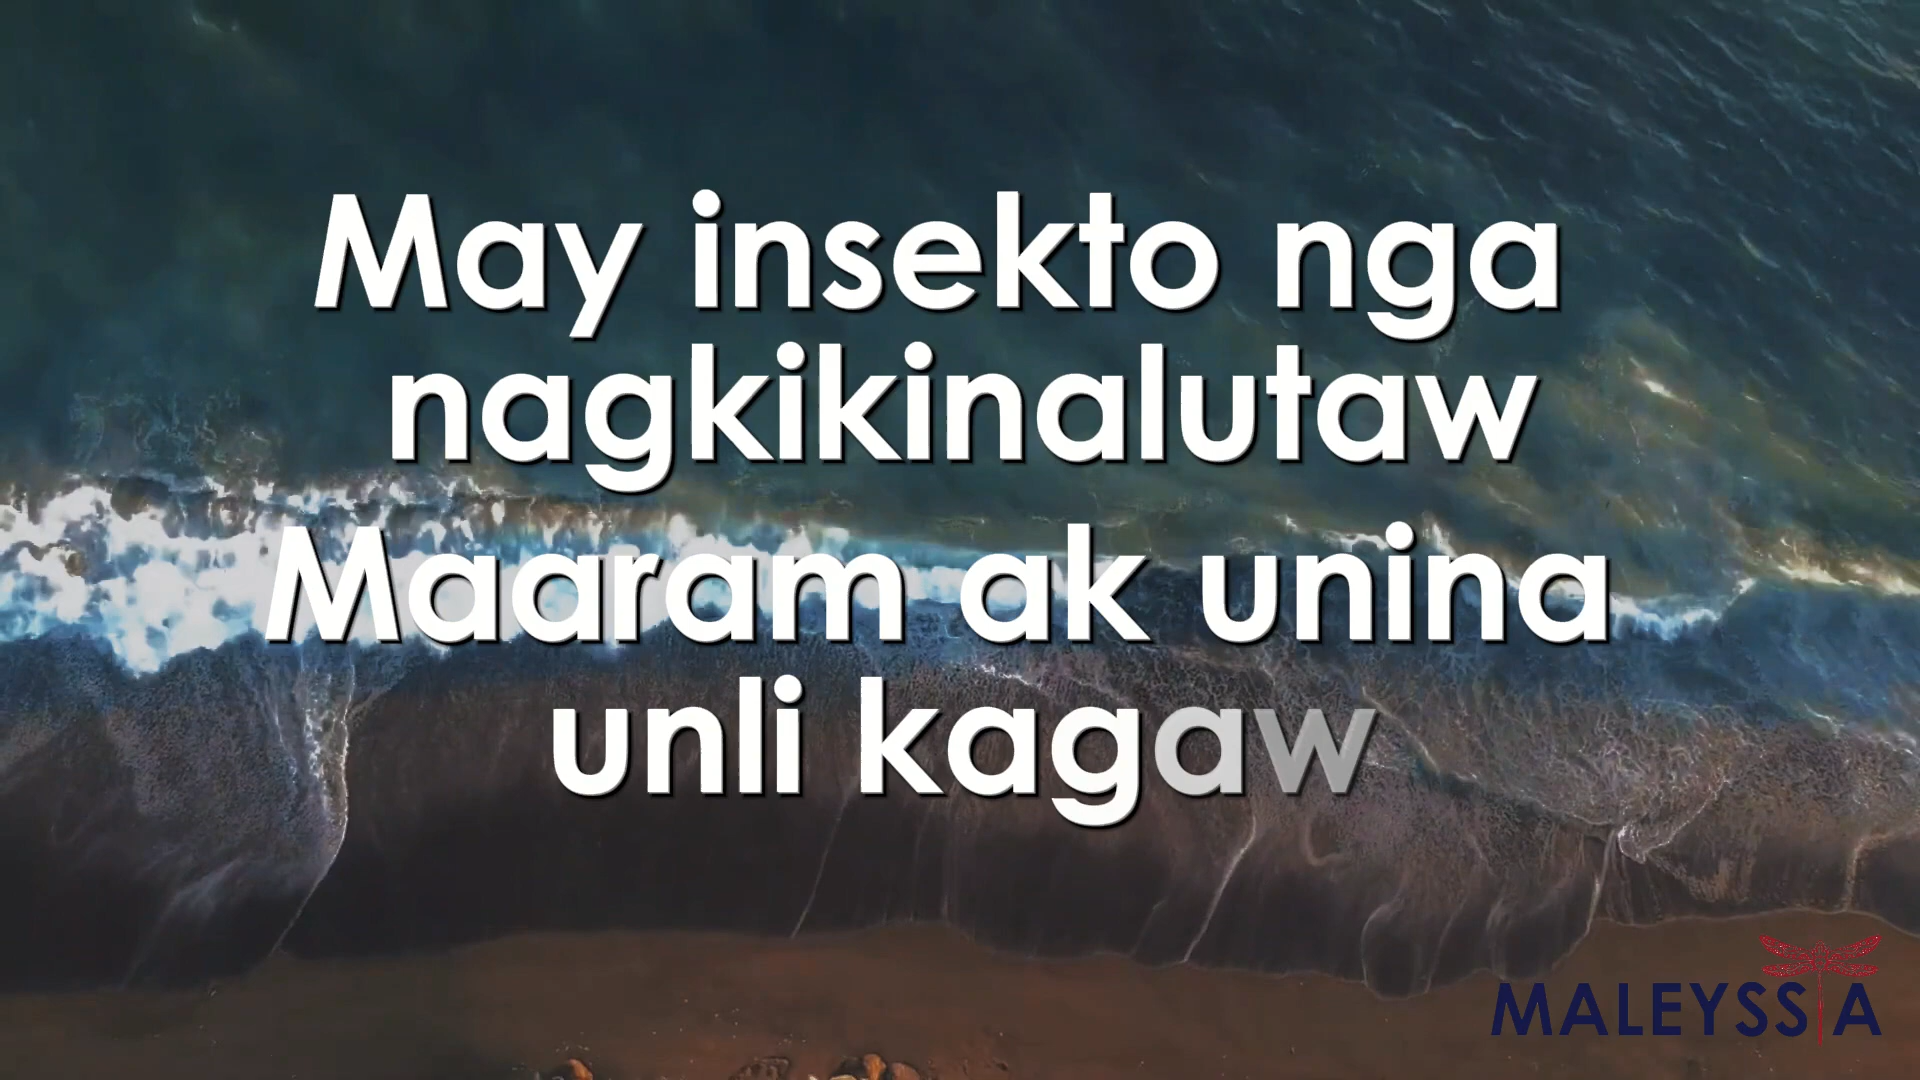 May insekto nga
nagkikinalutaw
Maaram ak unina
unli kagaw
MALEYSSIA